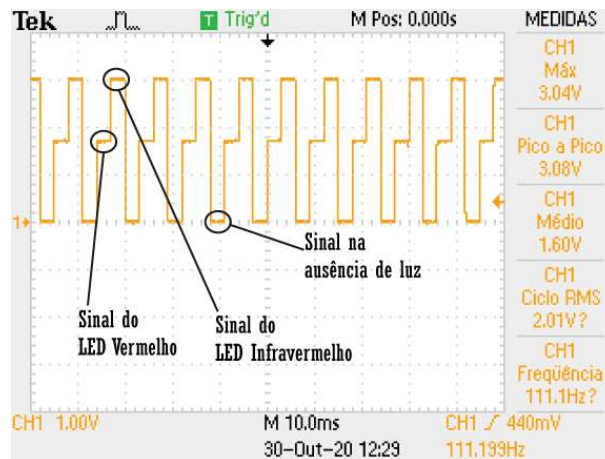 Tek
T Trig'd
M Pos: 0.000s
MEDIDAS
CH1
Máx
3.04V
CH1
Pico a Pico
3.08V
CH1
Médio
1.60V
CH1
Ciclo RMS
2.01V?
CH1
Freqüência
111.1Hz?
1
Sinal na
ausência de luz
Sinal do
LED Vermelho
Sinal do
LED Infravermelho
CH1 1.00V
M 10.0ms
CH1 440mV
30-Out-20 12:29
111.199Hz